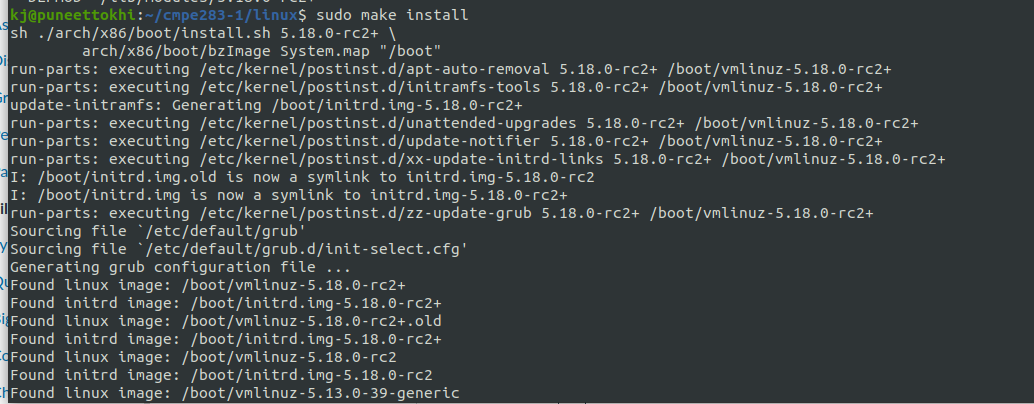 kj@puneettokhi:~/cmpe283-1/linux$ sudo make install
sh ./arch/x86/boot/install.sh 5.18.0-rc2+ \
        arch/x86/boot/bzImage System.map "/boot"
run-parts: executing /etc/kernel/postinst.d/apt-auto-removal 5.18.0-rc2+ /boot/vmlinuz-5.18.0-rc2+
run-parts: executing /etc/kernel/postinst.d/initramfs-tools 5.18.0-rc2+ /boot/vmlinuz-5.18.0-rc2+
update-initramfs: Generating /boot/initrd.img-5.18.0-rc2+
run-parts: executing /etc/kernel/postinst.d/unattended-upgrades 5.18.0-rc2+ /boot/vmlinuz-5.18.0-rc2+
run-parts: executing /etc/kernel/postinst.d/update-notifier 5.18.0-rc2+ /boot/vmlinuz-5.18.0-rc2+
run-parts: executing /etc/kernel/postinst.d/xx-update-initrd-links 5.18.0-rc2+ /boot/vmlinuz-5.18.0-rc2+
I: /boot/initrd.img.old is now a symlink to initrd.img-5.18.0-rc2
I: /boot/initrd.img is now a symlink to initrd.img-5.18.0-rc2+
run-parts: executing /etc/kernel/postinst.d/zz-update-grub 5.18.0-rc2+ /boot/vmlinuz-5.18.0-rc2+
Sourcing file `/etc/default/grub'
Sourcing file `/etc/default/grub.d/init-select.cfg'
Generating grub configuration file ...
Found linux image: /boot/vmlinuz-5.18.0-rc2+
Found initrd image: /boot/initrd.img-5.18.0-rc2+
Found linux image: /boot/vmlinuz-5.18.0-rc2+.old
Found initrd image: /boot/initrd.img-5.18.0-rc2+
Found linux image: /boot/vmlinuz-5.18.0-rc2
Found initrd image: /boot/initrd.img-5.18.0-rc2
Found linux image: /boot/vmlinuz-5.13.0-39-generic